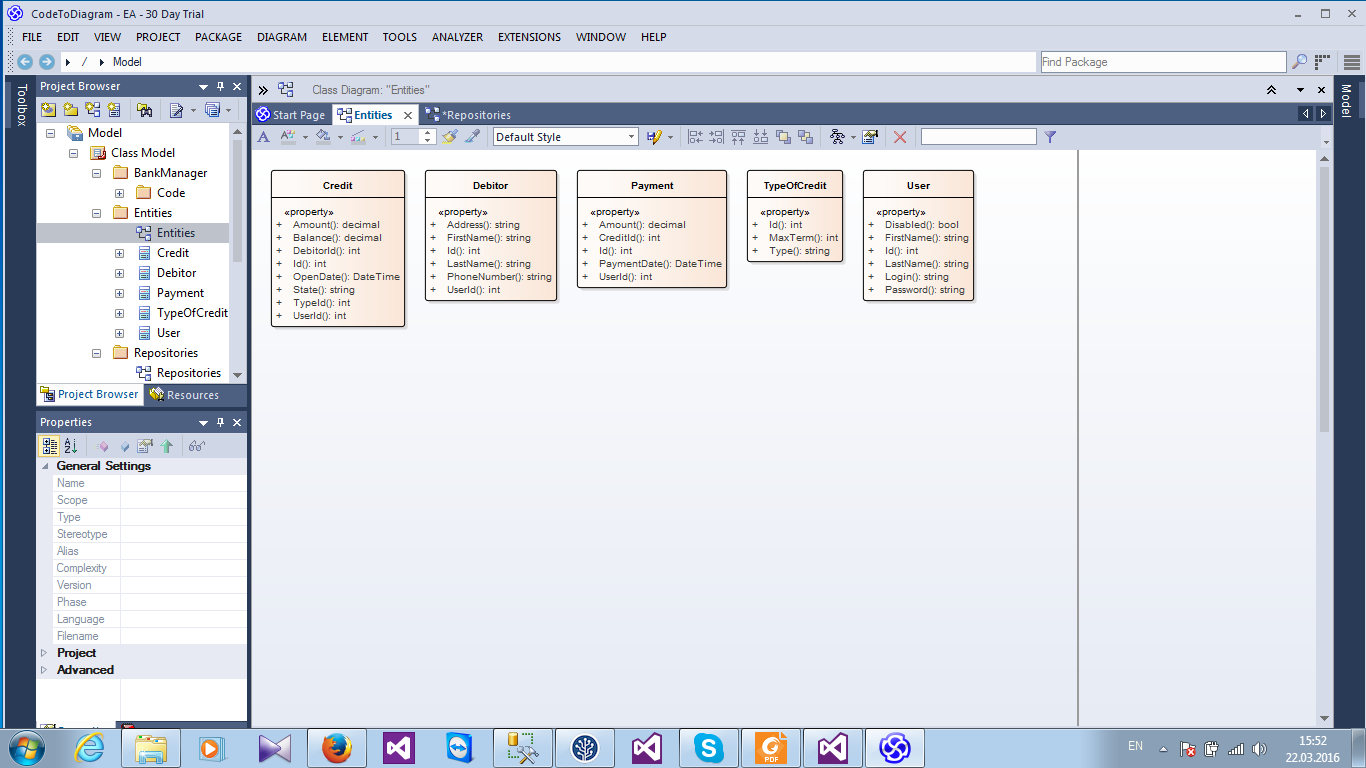 CodeToDiagram - EA - 30 Day Trial
FILE EDIT VIEW PROJECT PACKAGE DIAGRAM ELEMENT TOOLS ANALYZER EXTENSIONS WINDOW HELP
/ Model
Find Package
Toolbox
Project Browser
Model
Class Model
BankManager
Code
Entities
Entities
Credit
Debitor
Payment
TypeOfCredit
User
Repositories
Repositories
Project Browser Resources
Properties
General Settings
Name
Scope
Type
Stereotype
Alias
Complexity
Version
Phase
Language
Filename
Project
Advanced
Class Diagram: "Entities"
Start Page Entities *Repositories
1 Default Style
Credit
«property»
+ Amount(): decimal
+ Balance(): decimal
+ DebitorId(): int
+ Id(): int
+ OpenDate(): DateTime
+ State(): string
+ TypeId(): int
+ UserId(): int
Debitor
«property»
+ Address(): string
+ FirstName(): string
+ Id(): int
+ LastName(): string
+ PhoneNumber(): string
+ UserId(): int
Payment
«property»
+ Amount(): decimal
+ CreditId(): int
+ Id(): int
+ PaymentDate(): DateTime
+ UserId(): int
TypeOfCredit
«property»
+ Id(): int
+ MaxTerm(): int
+ Type(): string
User
«property»
+ Disabled(): bool
+ FirstName(): string
+ Id(): int
+ LastName(): string
+ Login(): string
+ Password(): string
Model
PDF
EN
15:52
22.03.2016